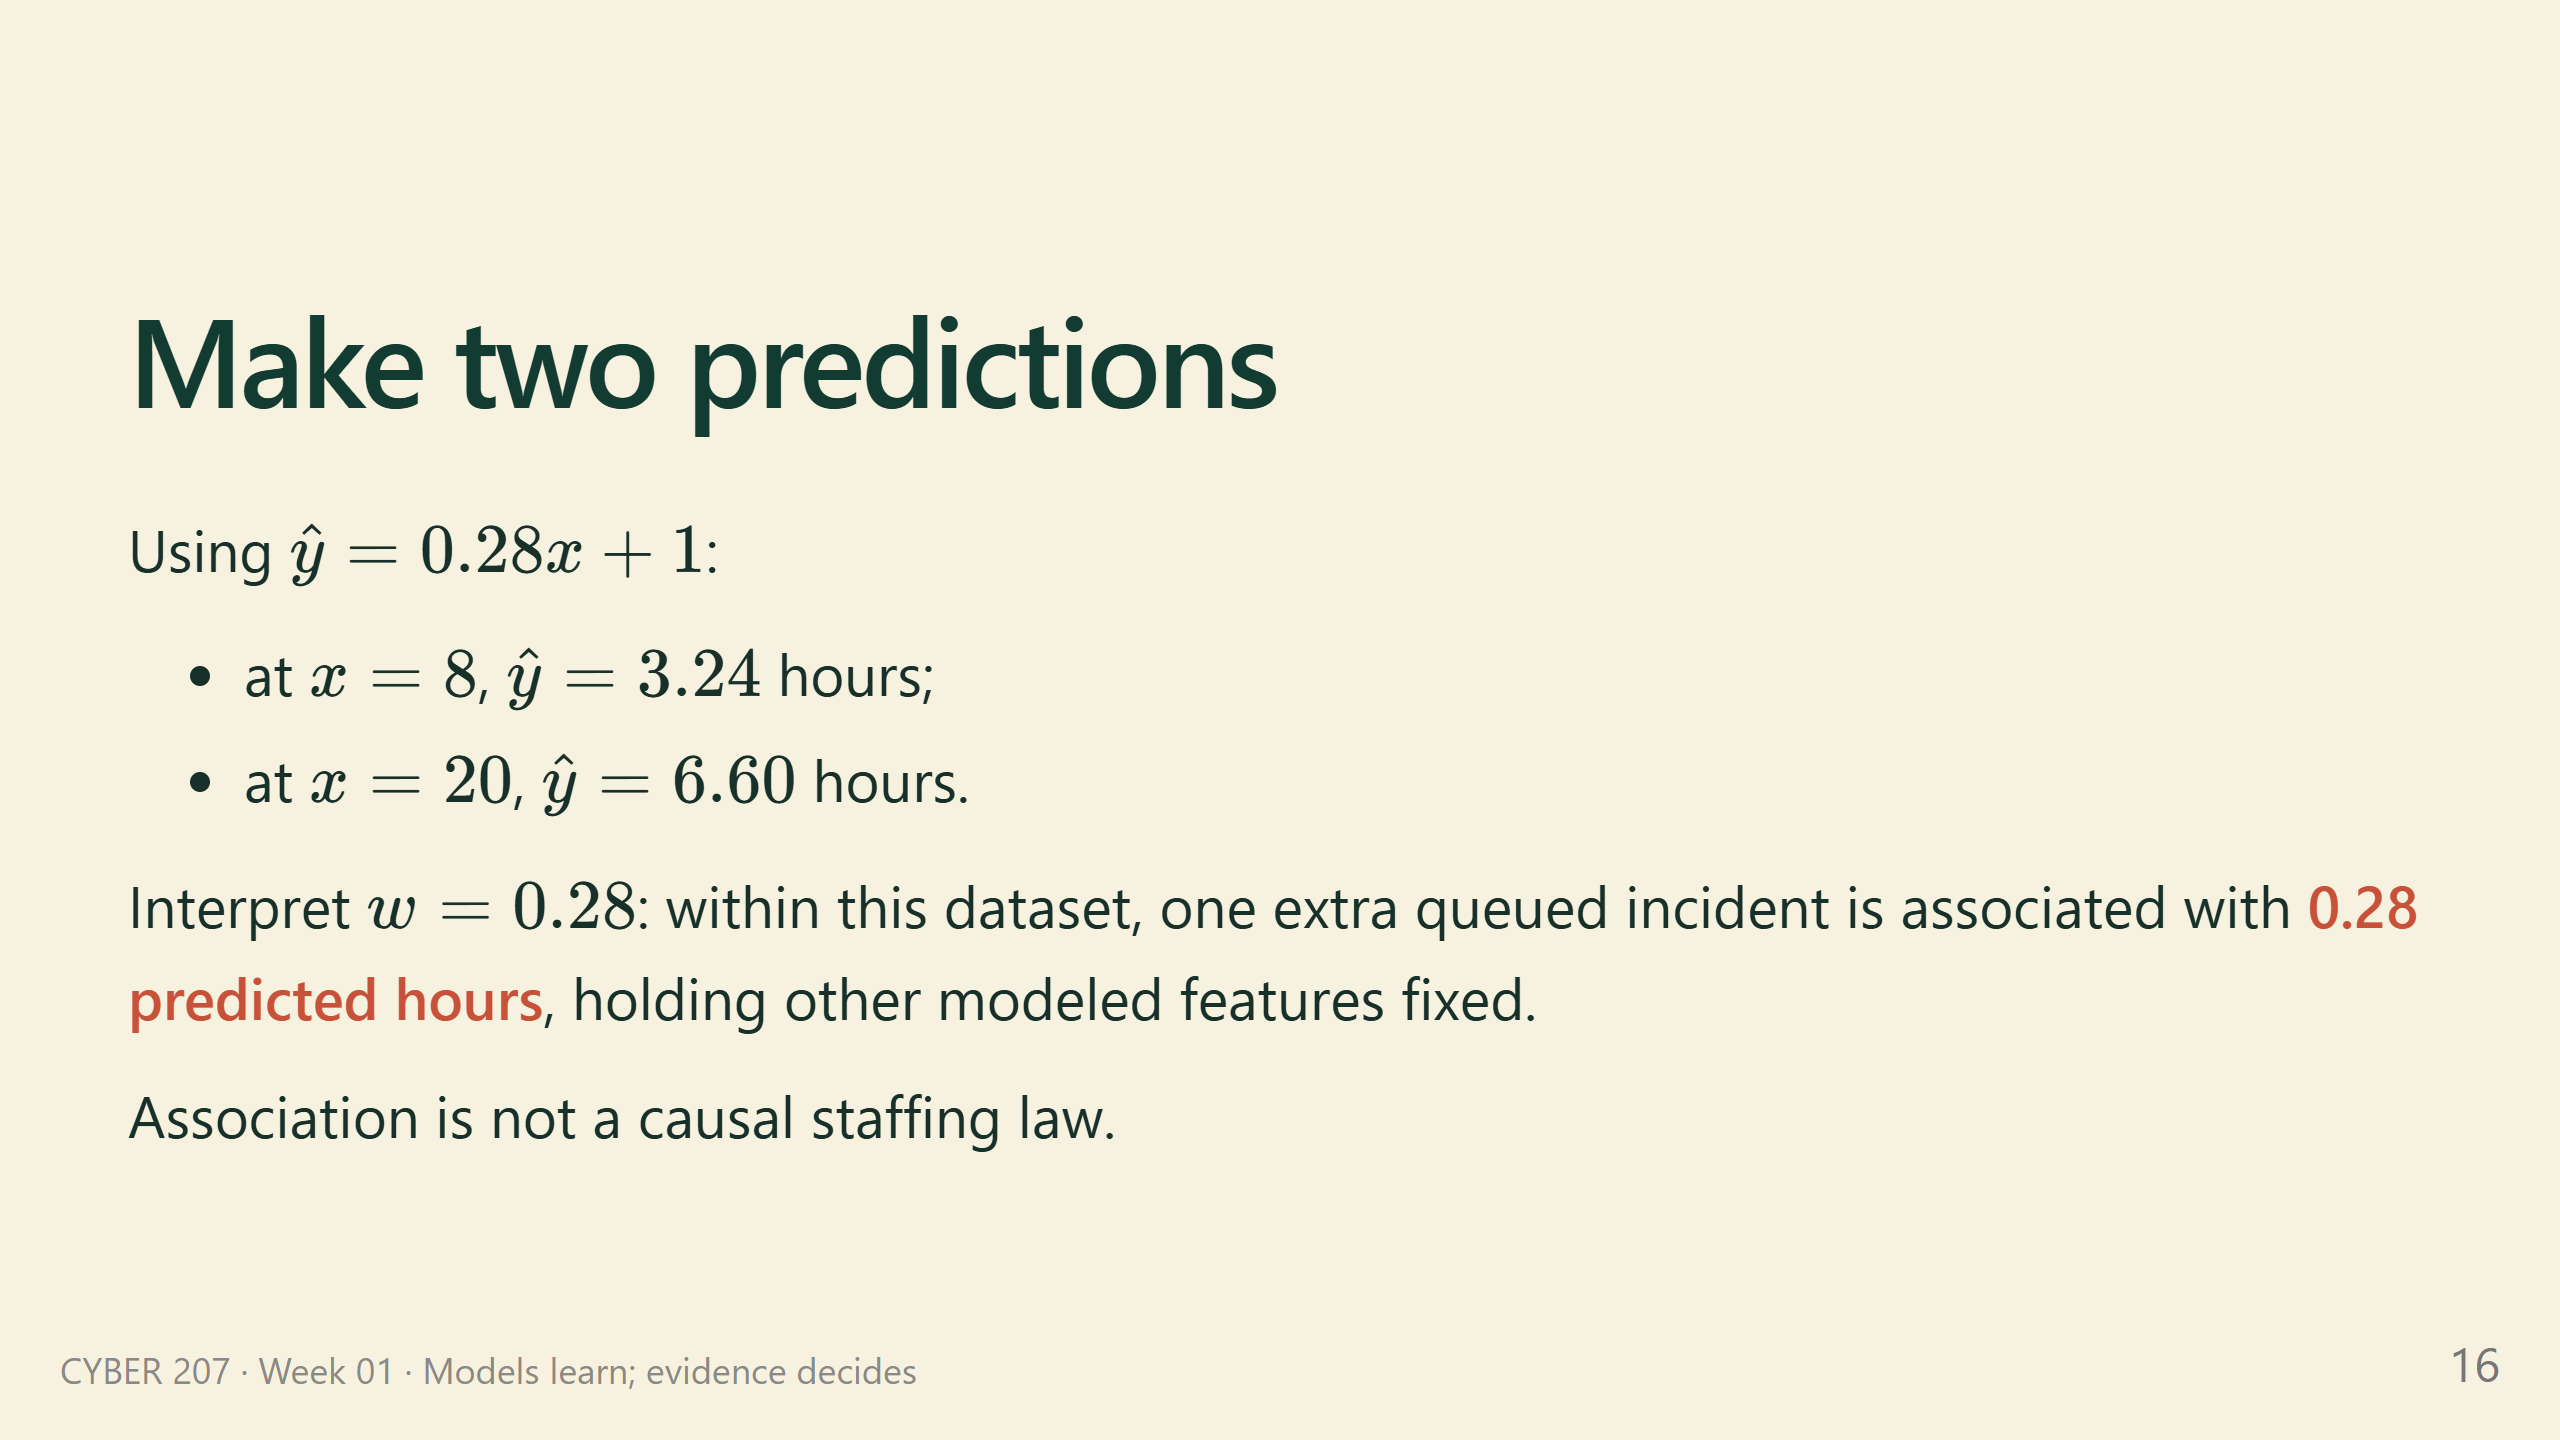 Make two predictions
Using ŷ = 0.28x + 1:
• at x = 8, ŷ = 3.24 hours;
• at x = 20, ŷ = 6.60 hours.
Interpret w = 0.28: within this dataset, one extra queued incident is associated with 0.28
predicted hours, holding other modeled features fixed.
Association is not a causal staffing law.
CYBER 207 · Week 01 · Models learn; evidence decides
16